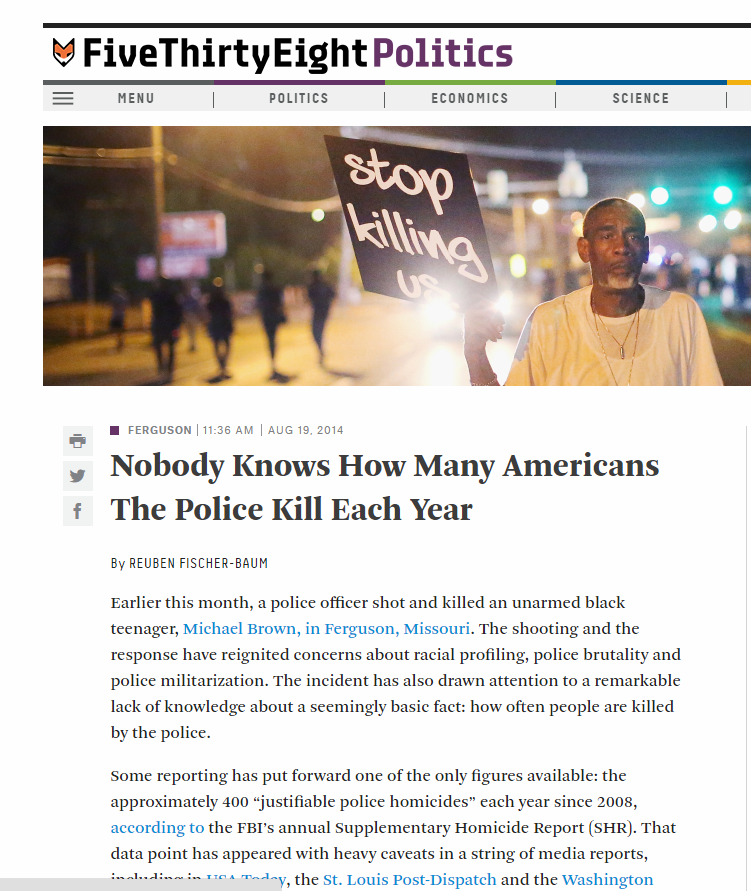 FiveThirtyEight Politics
MENU
POLITICS
ECONOMICS
SCIENCE
stop
killing
us
FERGUSON | 11:36 AM | AUG 19, 2014
Nobody Knows How Many Americans
The Police Kill Each Year
By REUBEN FISCHER-BAUM
Earlier this month, a police officer shot and killed an unarmed black
teenager, Michael Brown, in Ferguson, Missouri. The shooting and the
response have reignited concerns about racial profiling, police brutality and
police militarization. The incident has also drawn attention to a remarkable
lack of knowledge about a seemingly basic fact: how often people are killed
by the police.
Some reporting has put forward one of the only figures available: the
approximately 400 “justifiable police homicides” each year since 2008,
according to the FBI’s annual Supplementary Homicide Report (SHR). That
data point has appeared with heavy caveats in a string of media reports,
including in USA Today, the St. Louis Post-Dispatch and the Washington